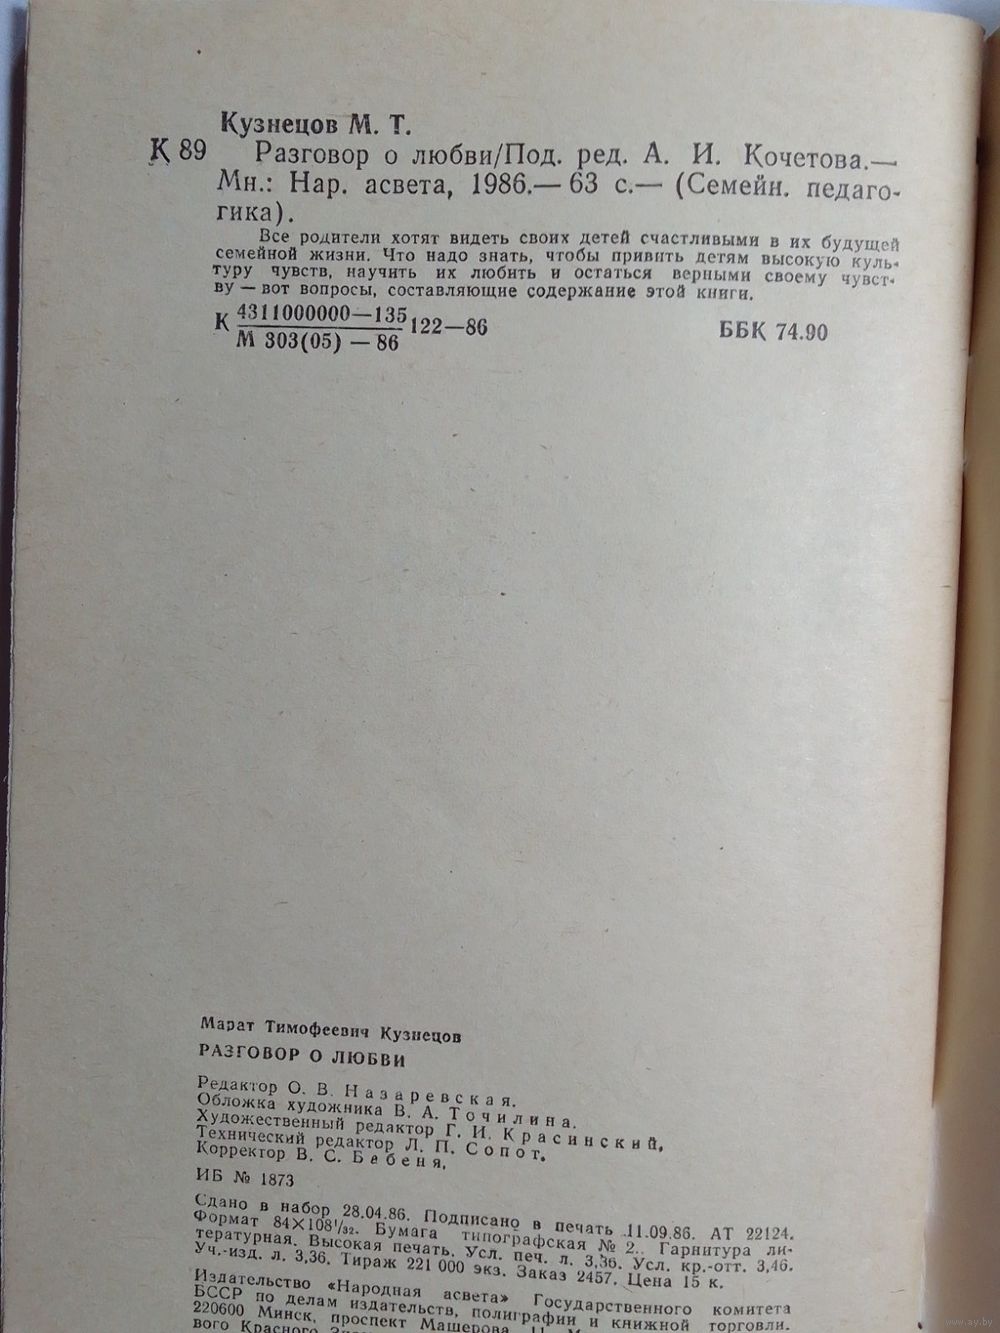 Кузнецов М. Т.
К 89 Разговор о любви/Под. ред. А. И. Кочетова.—
Мн.: Нар. асвета, 1986.— 63 с.— (Семейн. педаго-
гика).
Все родители хотят видеть своих детей счастливыми в их будущей
семейной жизни. Что надо знать, чтобы привить детям высокую куль-
туру чувств, научить их любить и остаться верными своему чувст-
ву — вот вопросы, составляющие содержание этой книги.
К 4311000000—135 122—86
М 303(05) — 86
ББК 74.90
Марат Тимофеевич Кузнецов
РАЗГОВОР О ЛЮБВИ
Редактор О. В. Назаревская.
Обложка художника В. А. Точилина.
Художественный редактор Г. И. Красинский.
Технический редактор Л. П. Сопот.
Корректор В. С. Бабеня.
ИБ № 1873
Сдано в набор 28.04.86. Подписано в печать 11.09.86. АТ 22124.
Формат 84×108¹/₃₂. Бумага типографская № 2. Гарнитура ли-
тературная. Высокая печать. Усл. печ. л. 3,36. Усл. кр.-отт. 3,46.
Уч.-изд. л. 3,36. Тираж 221 000 экз. Заказ 2457. Цена 15 к.
Издательство «Народная асвета» Государственного комитета
БССР по делам издательств, полиграфии и книжной торговли.
220600 Минск, проспект Машерова, 11.
вого Красного
www.ay.by